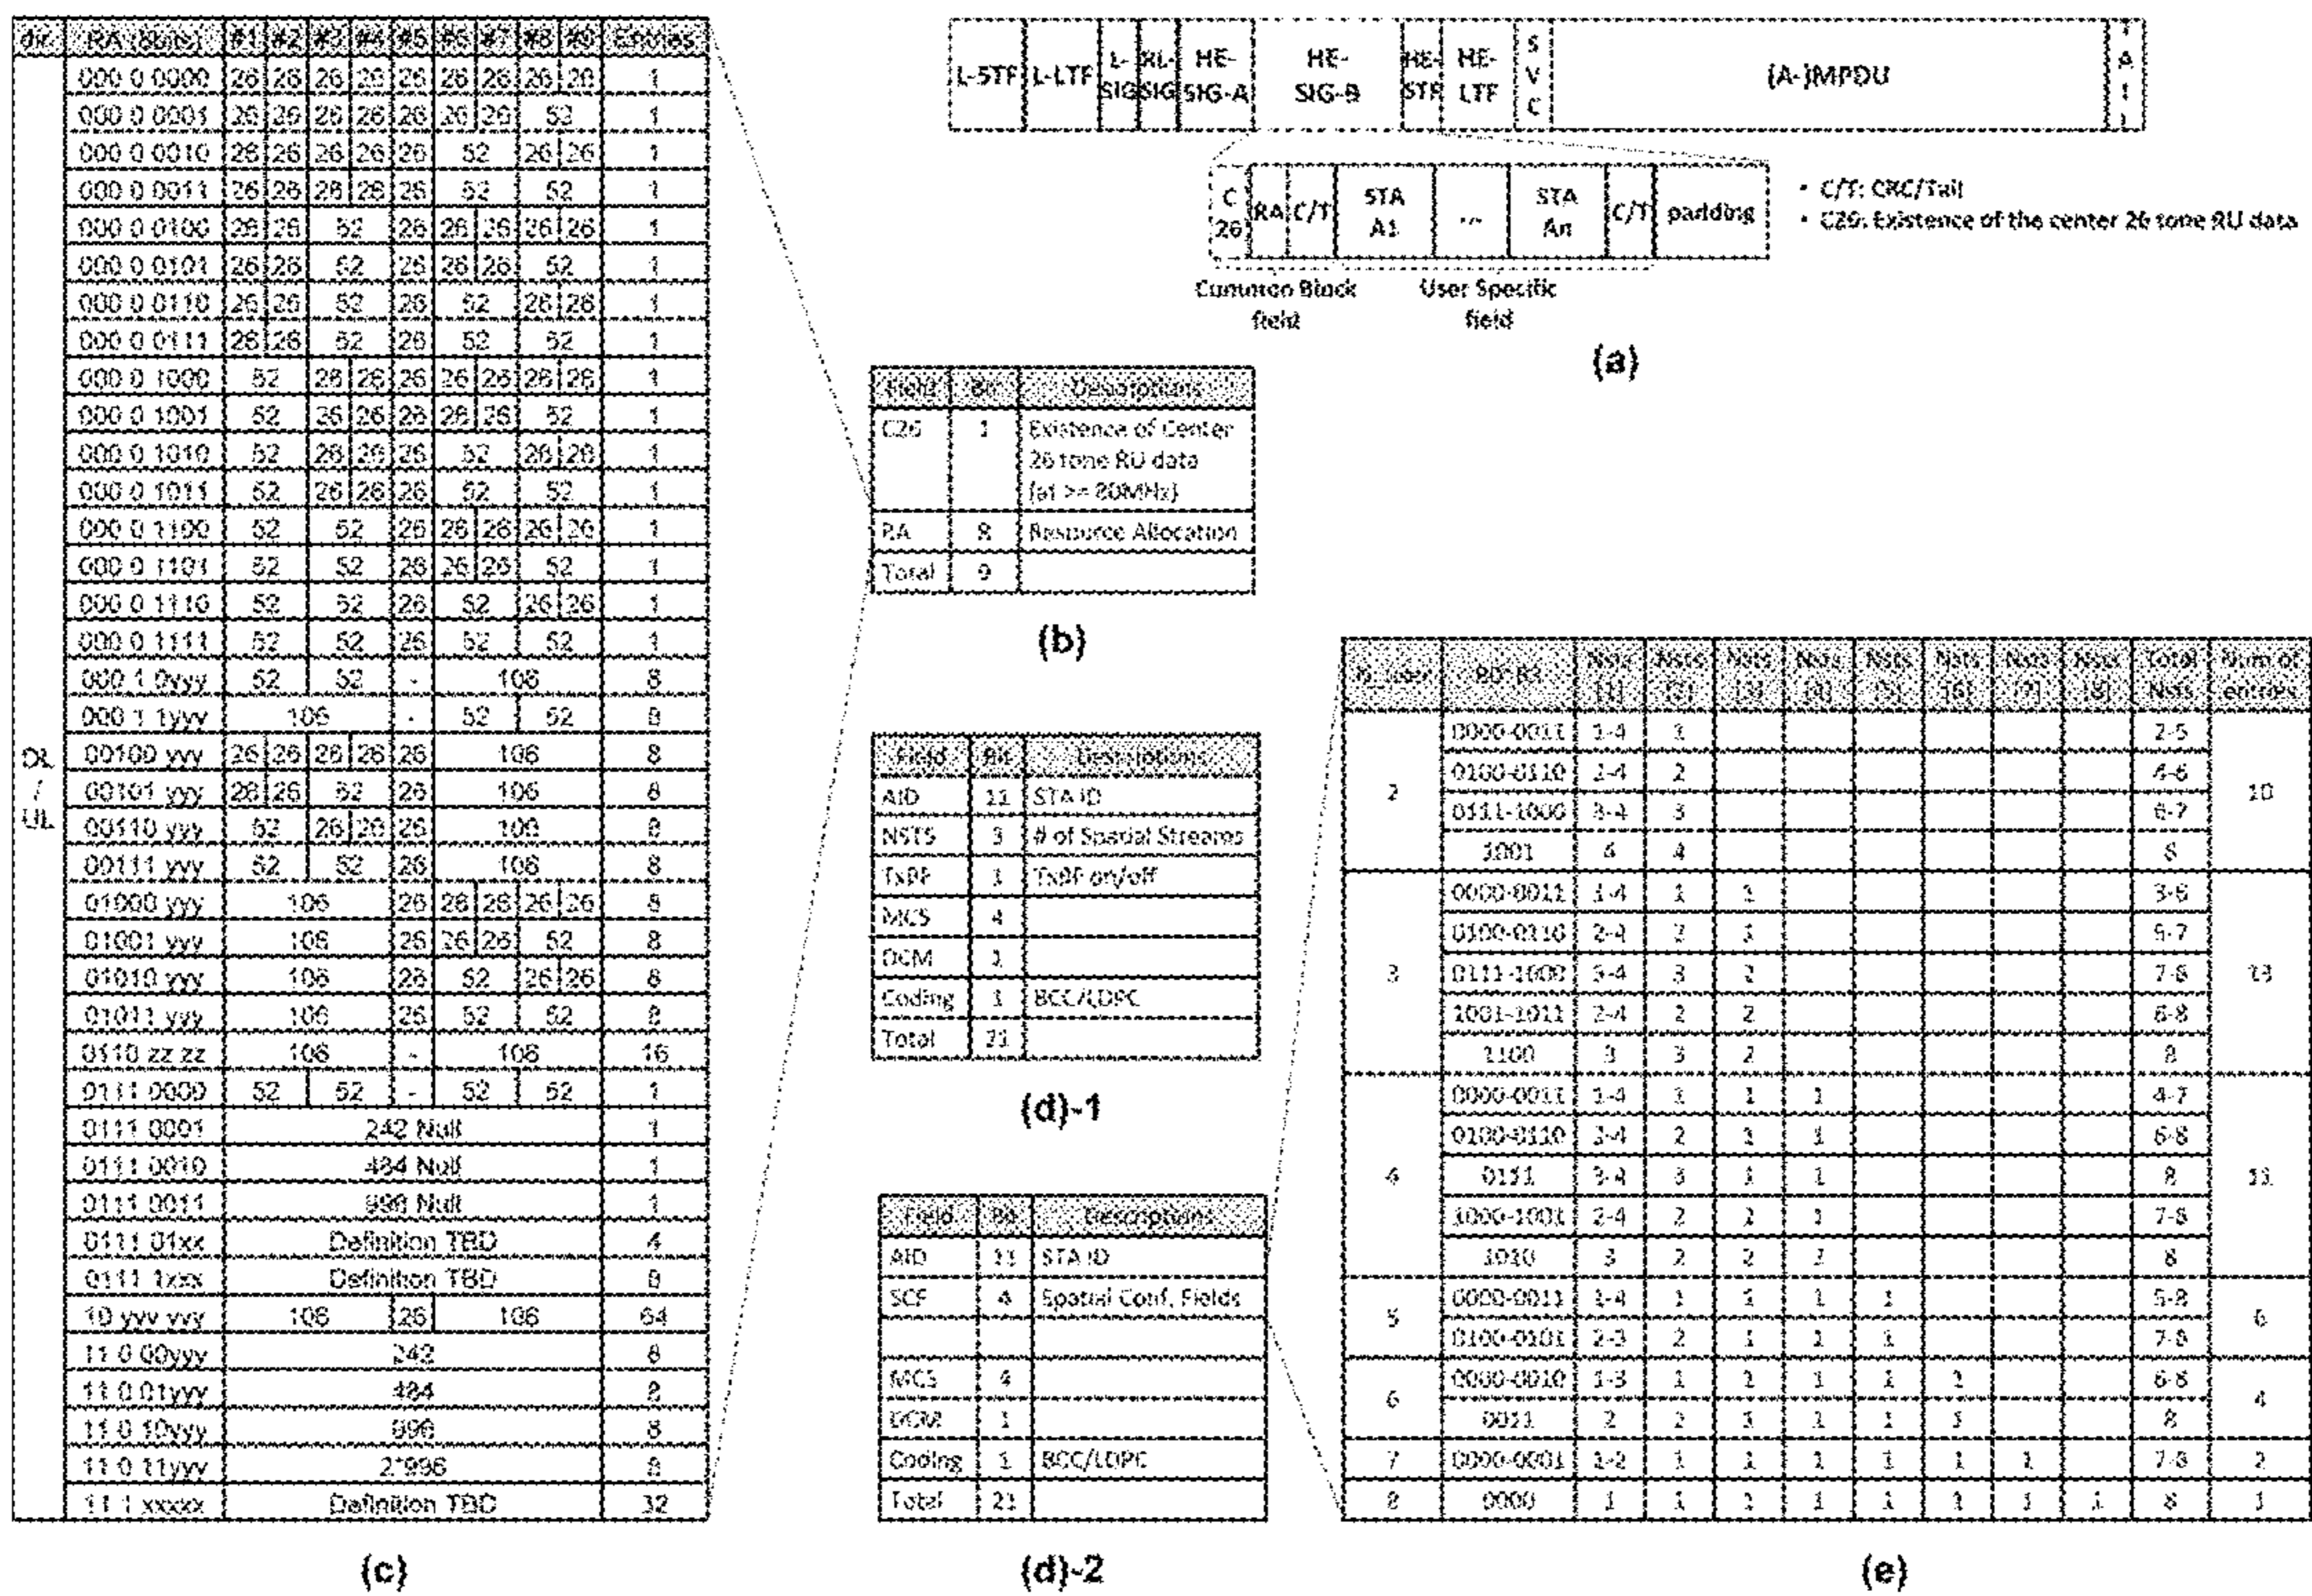 dir. RA (8bits) #1 #2 #3 #4 #5 #6 #7 #8 #9 Entries
000 0 0000 26 26 26 26 26 26 26 26 26 1
000 0 0001 26 26 26 26 26 26 26 52 1
000 0 0010 26 26 26 26 26 52 26 26 1
000 0 0011 26 26 26 26 26 52 52 1
000 0 0100 26 26 52 26 26 26 26 26 1
000 0 0101 26 26 52 26 26 26 52 1
000 0 0110 26 26 52 26 52 26 26 1
000 0 0111 26 26 52 26 52 52 1
000 0 1000 52 26 26 26 26 26 26 26 1
000 0 1001 52 26 26 26 26 26 52 1
000 0 1010 52 26 26 26 52 26 26 1
000 0 1011 52 26 26 26 52 52 1
000 0 1100 52 52 26 26 26 26 26 1
000 0 1101 52 52 26 26 26 52 1
000 0 1110 52 52 26 52 26 26 1
000 0 1111 52 52 26 52 52 1
000 1 0yyy 52 52 - 106 8
000 1 1yyy 106 - 52 52 8
DL / UL
00100 yyy 26 26 26 26 26 106 8
00101 yyy 26 26 52 26 106 8
00110 yyy 52 26 26 26 106 8
00111 yyy 52 52 26 106 8
01000 yyy 106 26 26 26 26 26 8
01001 yyy 106 26 26 26 52 8
01010 yyy 106 26 52 26 26 8
01011 yyy 106 26 52 52 8
0110 zz zz 106 - 106 16
0111 0000 52 52 - 52 52 1
0111 0001 242 Null 1
0111 0010 484 Null 1
0111 0011 996 Null 1
0111 01xx Definition TBD 4
0111 1xxx Definition TBD 8
10 yyy yyy 106 26 106 64
11 0 00yyy 242 8
11 0 01yyy 484 8
11 0 10yyy 996 8
11 0 11yyy 2*996 8
11 1 xxxxx Definition TBD 32
(c)
L-STF L-LTF L-SIG RL-SIG HE-SIG-A HE-SIG-B HE-STF HE-LTF SVC (A-)MPDU TAIL
C26 RA C/T STA A1 ... STA An C/T padding
• C/T: CRC/Tail
• C26: Existence of the center 26 tone RU data
Common Block field
User Specific field
(a)
Field Bit Descriptions
C26 1 Existence of Center
26 tone RU data
(at >= 80MHz)
RA 8 Resource Allocation
Total 9
(b)
Field Bit Descriptions
AID 11 STA ID
NSTS 3 # of Spatial Streams
TxBF 1 TxBF on/off
MCS 4
DCM 1
Coding 1 BCC/LDPC
Total 21
(d)-1
Field Bit Descriptions
AID 11 STA ID
SCF 4 Spatial Conf. Fields
MCS 4
DCM 1
Coding 1 BCC/LDPC
Total 21
(d)-2
N_user B0-B3 Nsts [1] Nsts [2] Nsts [3] Nsts [4] Nsts [5] Nsts [6] Nsts [7] Nsts [8] Total Nsts Num of entries
2 0000-0011 1-4 1 2-5 10
0100-0110 2-4 2 4-6
0111-1000 3-4 3 6-7
1001 4 4 8
3 0000-0011 1-4 1 1 3-6 13
0100-0110 2-4 2 1 5-7
0111-1000 3-4 3 2 7-8
1001-1011 2-4 2 2 6-8
1100 3 3 2 8
4 0000-0011 1-4 1 1 1 4-7 11
0100-0110 2-4 2 1 1 6-8
0111 3-4 3 1 1 8
1000-1001 2-4 2 2 1 7-8
1010 3 2 2 8
5 0000-0011 1-4 1 1 1 1 5-8 6
0100-0101 2-3 2 1 1 1 7-8
6 0000-0010 1-3 1 1 1 1 1 6-8 4
0011 2 2 1 1 1 1 8
7 0000-0001 1-2 1 1 1 1 1 1 7-8 2
8 0000 1 1 1 1 1 1 1 1 8 1
(e)